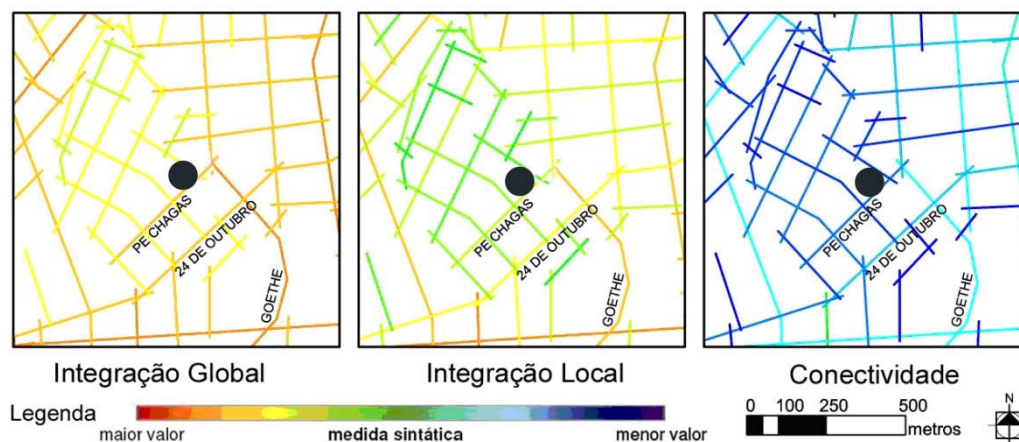 PE CHAGAS
24 DE OUTUBRO
GOETHE
PE CHAGAS
24 DE OUTUBRO
GOETHE
PE CHAGAS
24 DE OUTUBRO
GOETHE
Integração Global
Integração Local
Conectividade
Legenda
maior valor
medida sintática
menor valor
0 100 250 500
metros
N